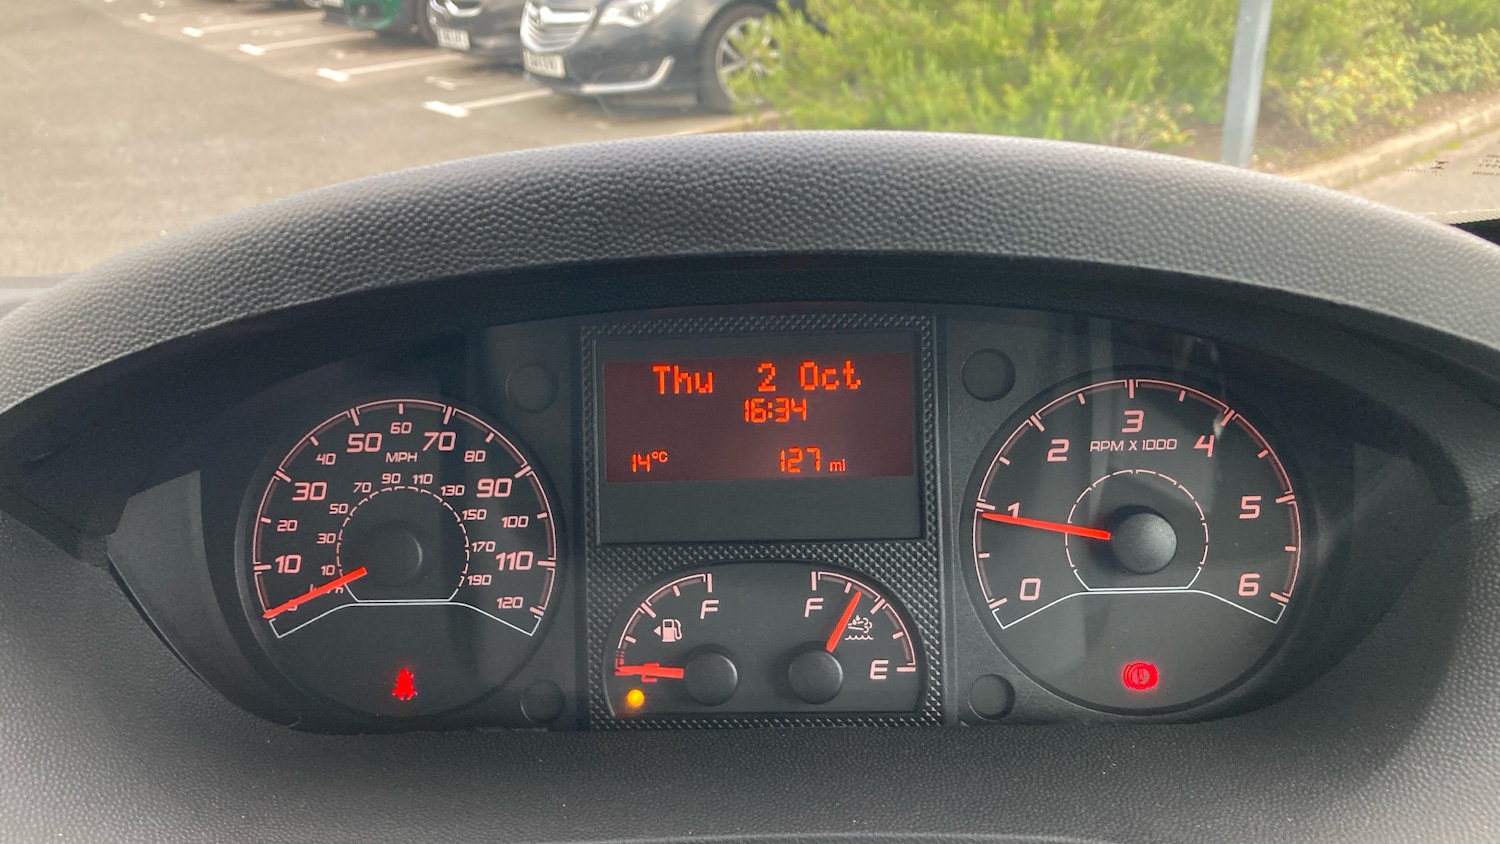 Thu 2 Oct
16:34
14°C 127 mi
10 20 30 40 50 60 70 80 90 100 110 120
MPH
10 30 50 70 90 110 130 150 170 190
0 1 2 3 4 5 6
RPM X 1000
F
F E